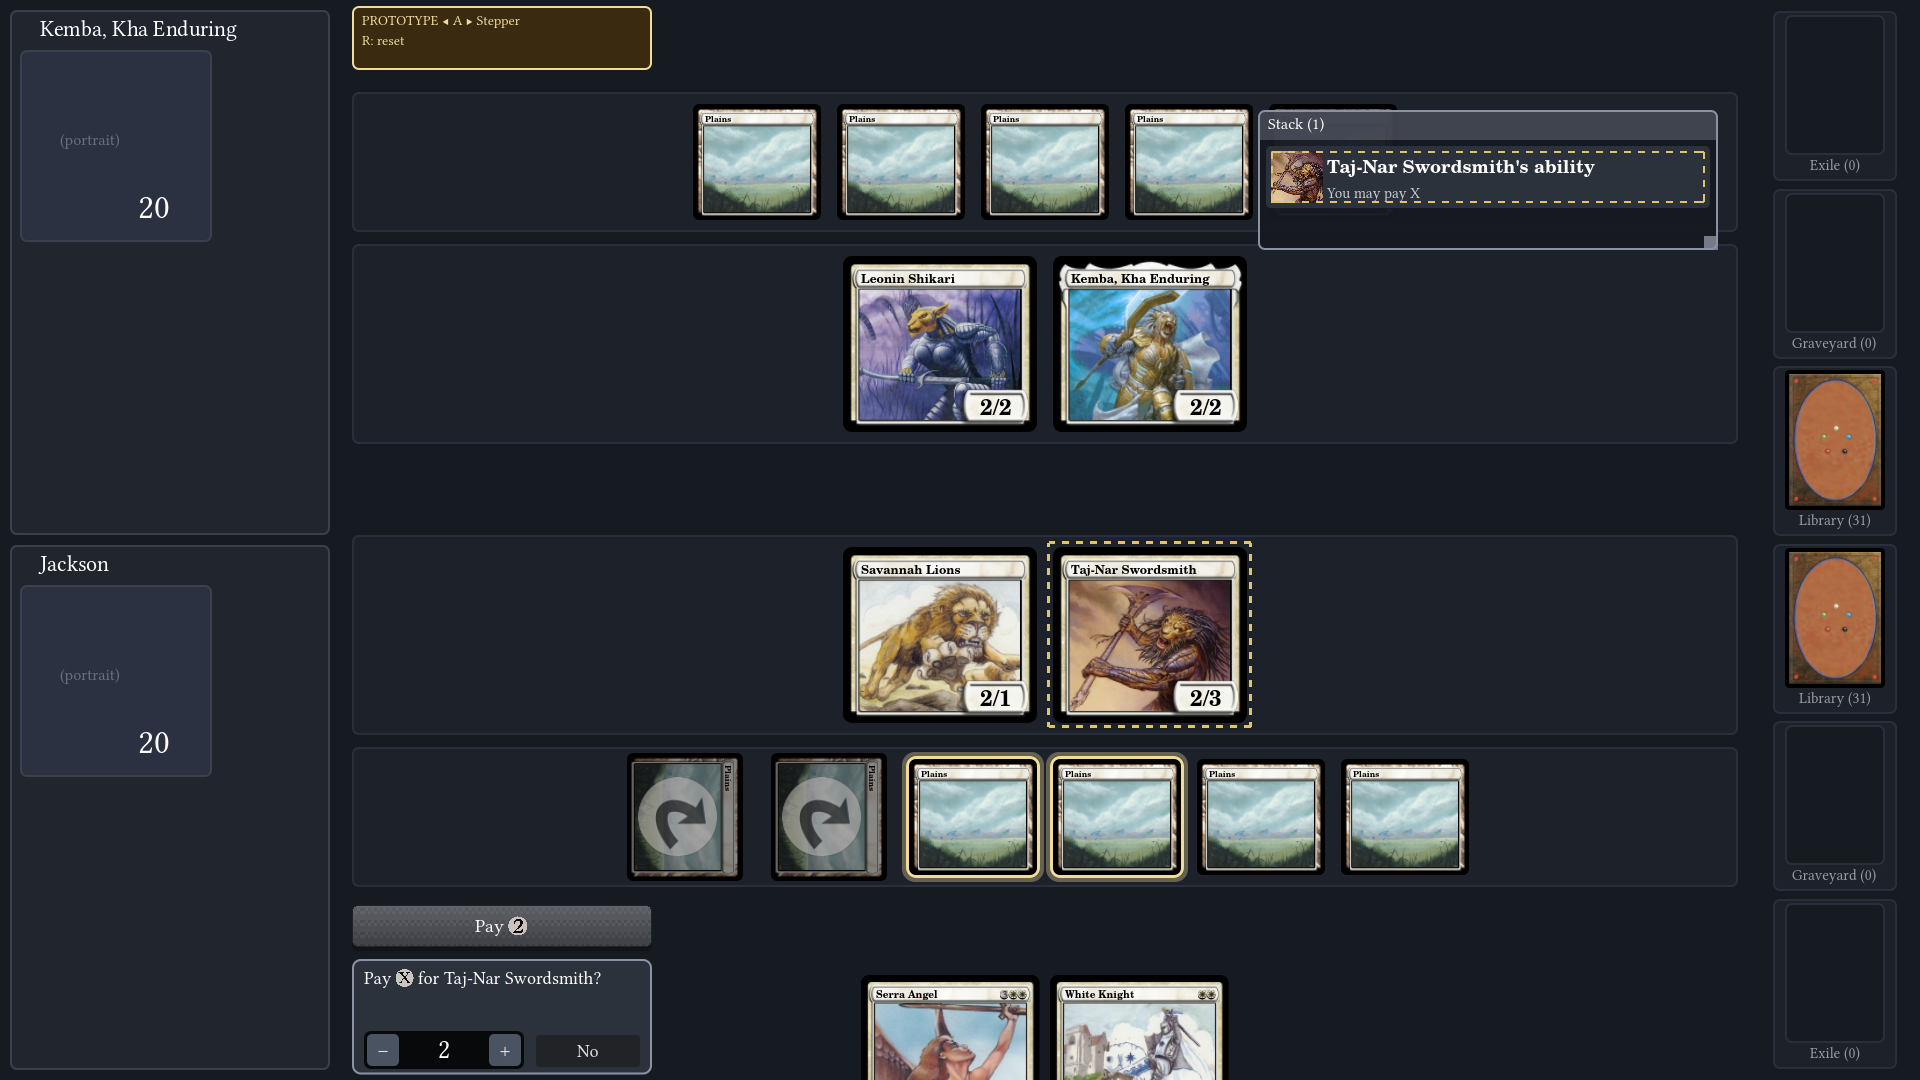 Kemba, Kha Enduring
(portrait)
20
PROTOTYPE ◂ A ▸ Stepper
R: reset
Plains
Plains
Plains
Plains
Stack (1)
Taj-Nar Swordsmith's ability
You may pay X
Leonin Shikari
2/2
Kemba, Kha Enduring
2/2
Exile (0)
Graveyard (0)
Library (31)
Jackson
(portrait)
20
Savannah Lions
2/1
Taj-Nar Swordsmith
2/3
Plains
Plains
Plains
Plains
Plains
Plains
Pay 2
Pay X for Taj-Nar Swordsmith?
− 2 +
No
Serra Angel 3
White Knight
Library (31)
Graveyard (0)
Exile (0)